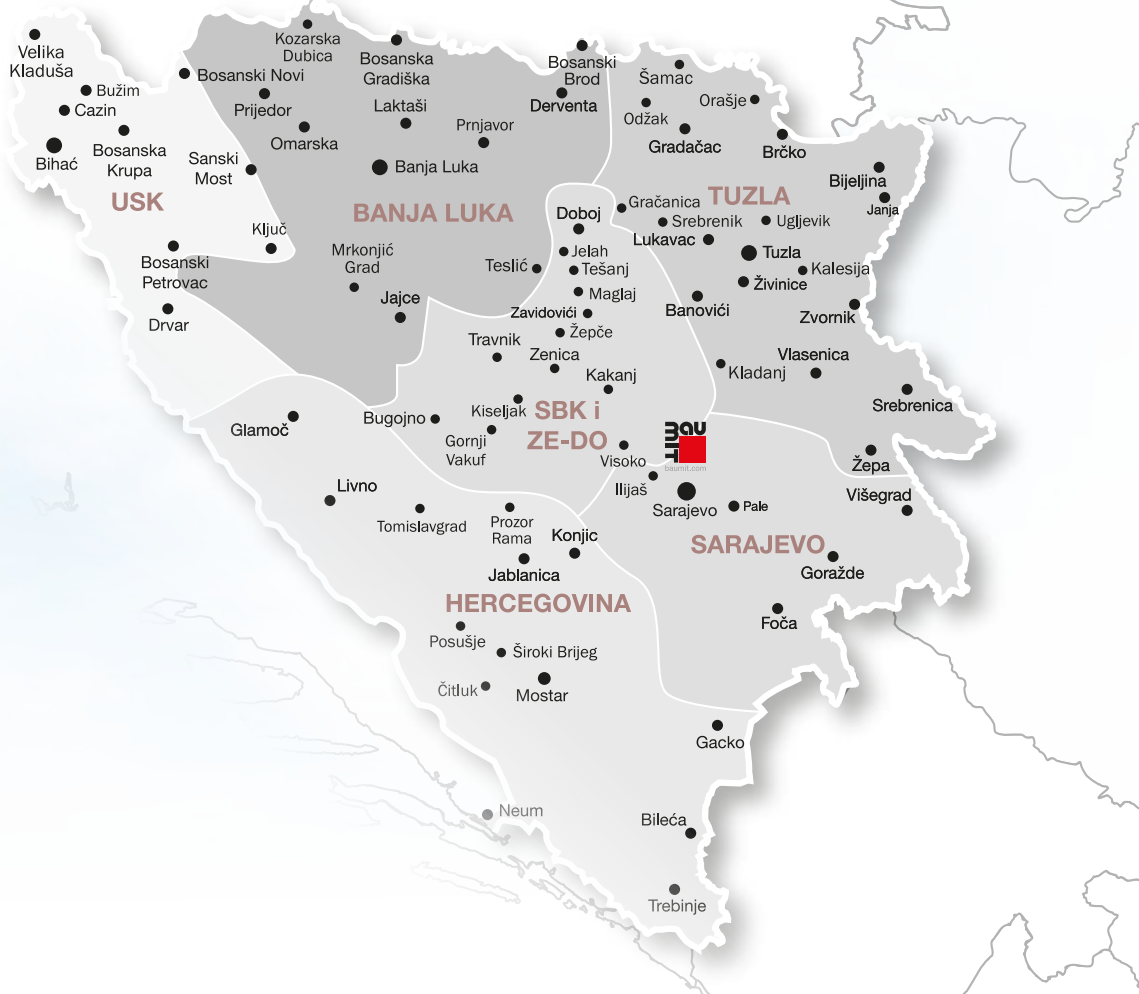 Velika
Kladuša
Bužim
Cazin
Bihać
Bosanska
Krupa
USK
Sanski
Most
Ključ
Bosanski
Petrovac
Drvar
Kozarska
Dubica
Bosanska
Gradiška
Bosanski Novi
Prijedor
Omarska
Laktaši
Prnjavor
Banja Luka
BANJA LUKA
Mrkonjić
Grad
Jajce
Teslić
Bosanski
Brod
Derventa
Šamac
Odžak
Orašje
Gradačac
Brčko
Bijeljina
Janja
TUZLA
Gračanica
Srebrenik
Ugljevik
Lukavac
Tuzla
Kalesija
Živinice
Banovići
Zvornik
Kladanj
Vlasenica
Srebrenica
Žepa
Doboj
Jelah
Tešanj
Maglaj
Zavidovići
Žepče
Travnik
Zenica
Kakanj
Kiseljak
Bugojno
Gornji
Vakuf
SBK i
ZE-DO
Visoko
bau
mit
baumit.com
Ilijaš
Sarajevo
Pale
Višegrad
SARAJEVO
Goražde
Foča
Glamoč
Livno
Tomislavgrad
Prozor
Rama
Konjic
Jablanica
HERCEGOVINA
Posušje
Široki Brijeg
Čitluk
Mostar
Gacko
Neum
Bileća
Trebinje